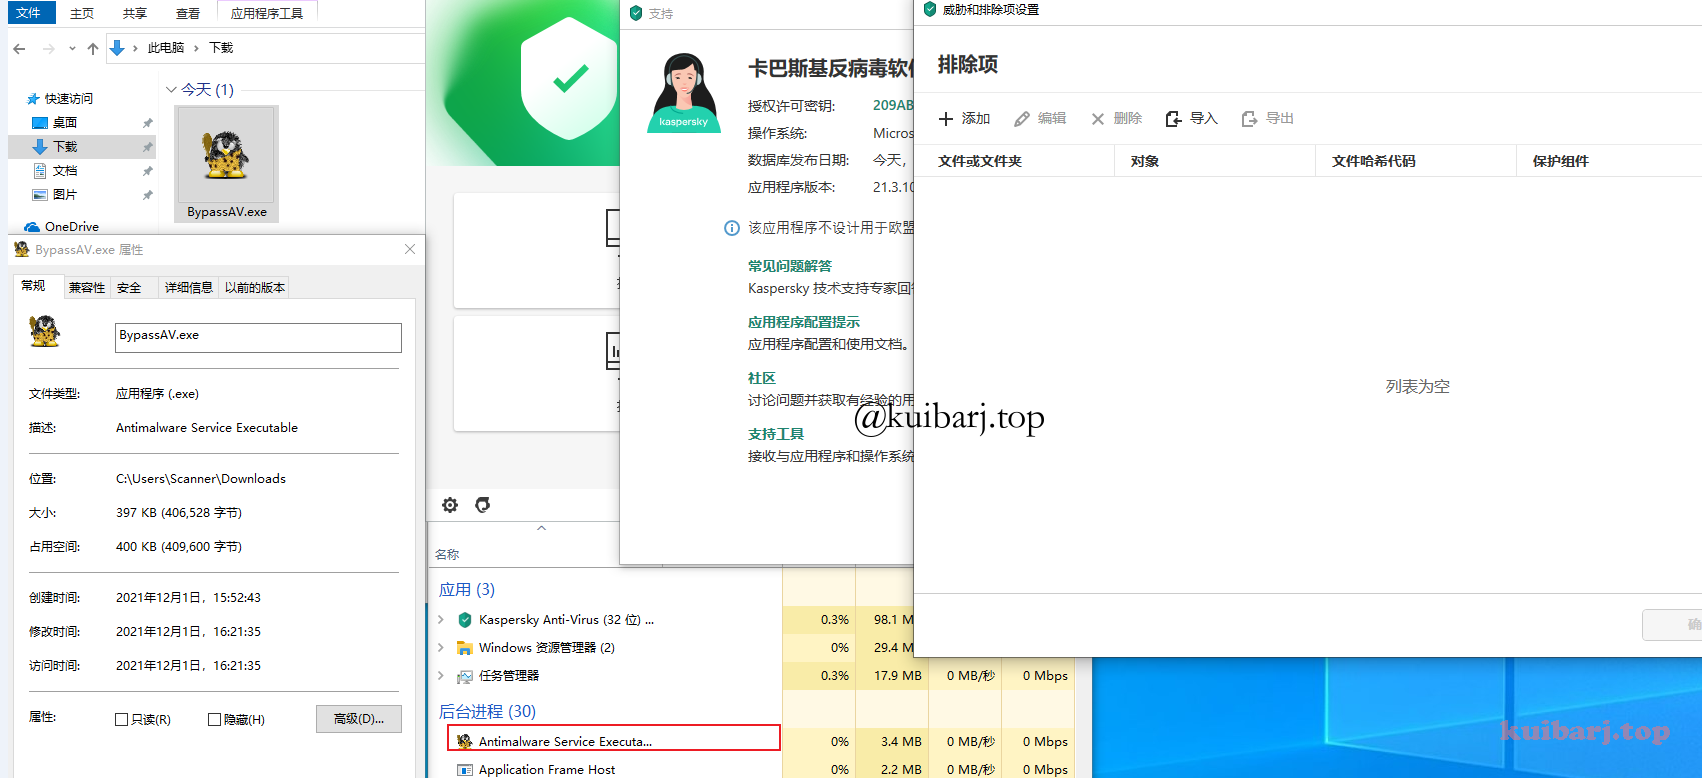 文件 主页 共享 查看 应用程序工具
此电脑 › 下载
快速访问
桌面
下载
文档
图片
OneDrive
今天 (1)
BypassAV.exe
BypassAV.exe 属性
常规 兼容性 安全 详细信息 以前的版本
BypassAV.exe
文件类型: 应用程序 (.exe)
描述: Antimalware Service Executable
位置: C:\Users\Scanner\Downloads
大小: 397 KB (406,528 字节)
占用空间: 400 KB (409,600 字节)
创建时间: 2021年12月1日，15:52:43
修改时间: 2021年12月1日，16:21:35
访问时间: 2021年12月1日，16:21:35
属性: 只读(R) 隐藏(H) 高级(D)...
支持
kaspersky
卡巴斯基反病毒软
授权许可密钥: 209AB
操作系统: Micros
数据库发布日期: 今天，
应用程序版本: 21.3.10
该应用程序不设计用于欧盟
常见问题解答
Kaspersky 技术支持专家回
应用程序配置提示
应用程序配置和使用文档。
社区
讨论问题并获取有经验的用
支持工具
接收与应用程序和操作系统
@kuibarj.top
威胁和排除项设置
排除项
添加 编辑 删除 导入 导出
文件或文件夹 对象 文件哈希代码 保护组件
列表为空
确
名称
应用 (3)
Kaspersky Anti-Virus (32 位) ... 0.3% 98.1 M
Windows 资源管理器 (2) 0% 29.4 M
任务管理器 0.3% 17.9 MB 0 MB/秒 0 Mbps
后台进程 (30)
Antimalware Service Executa... 0% 3.4 MB 0 MB/秒 0 Mbps
Application Frame Host 0% 2.2 MB 0 MB/秒 0 Mbps
kuibarj.top